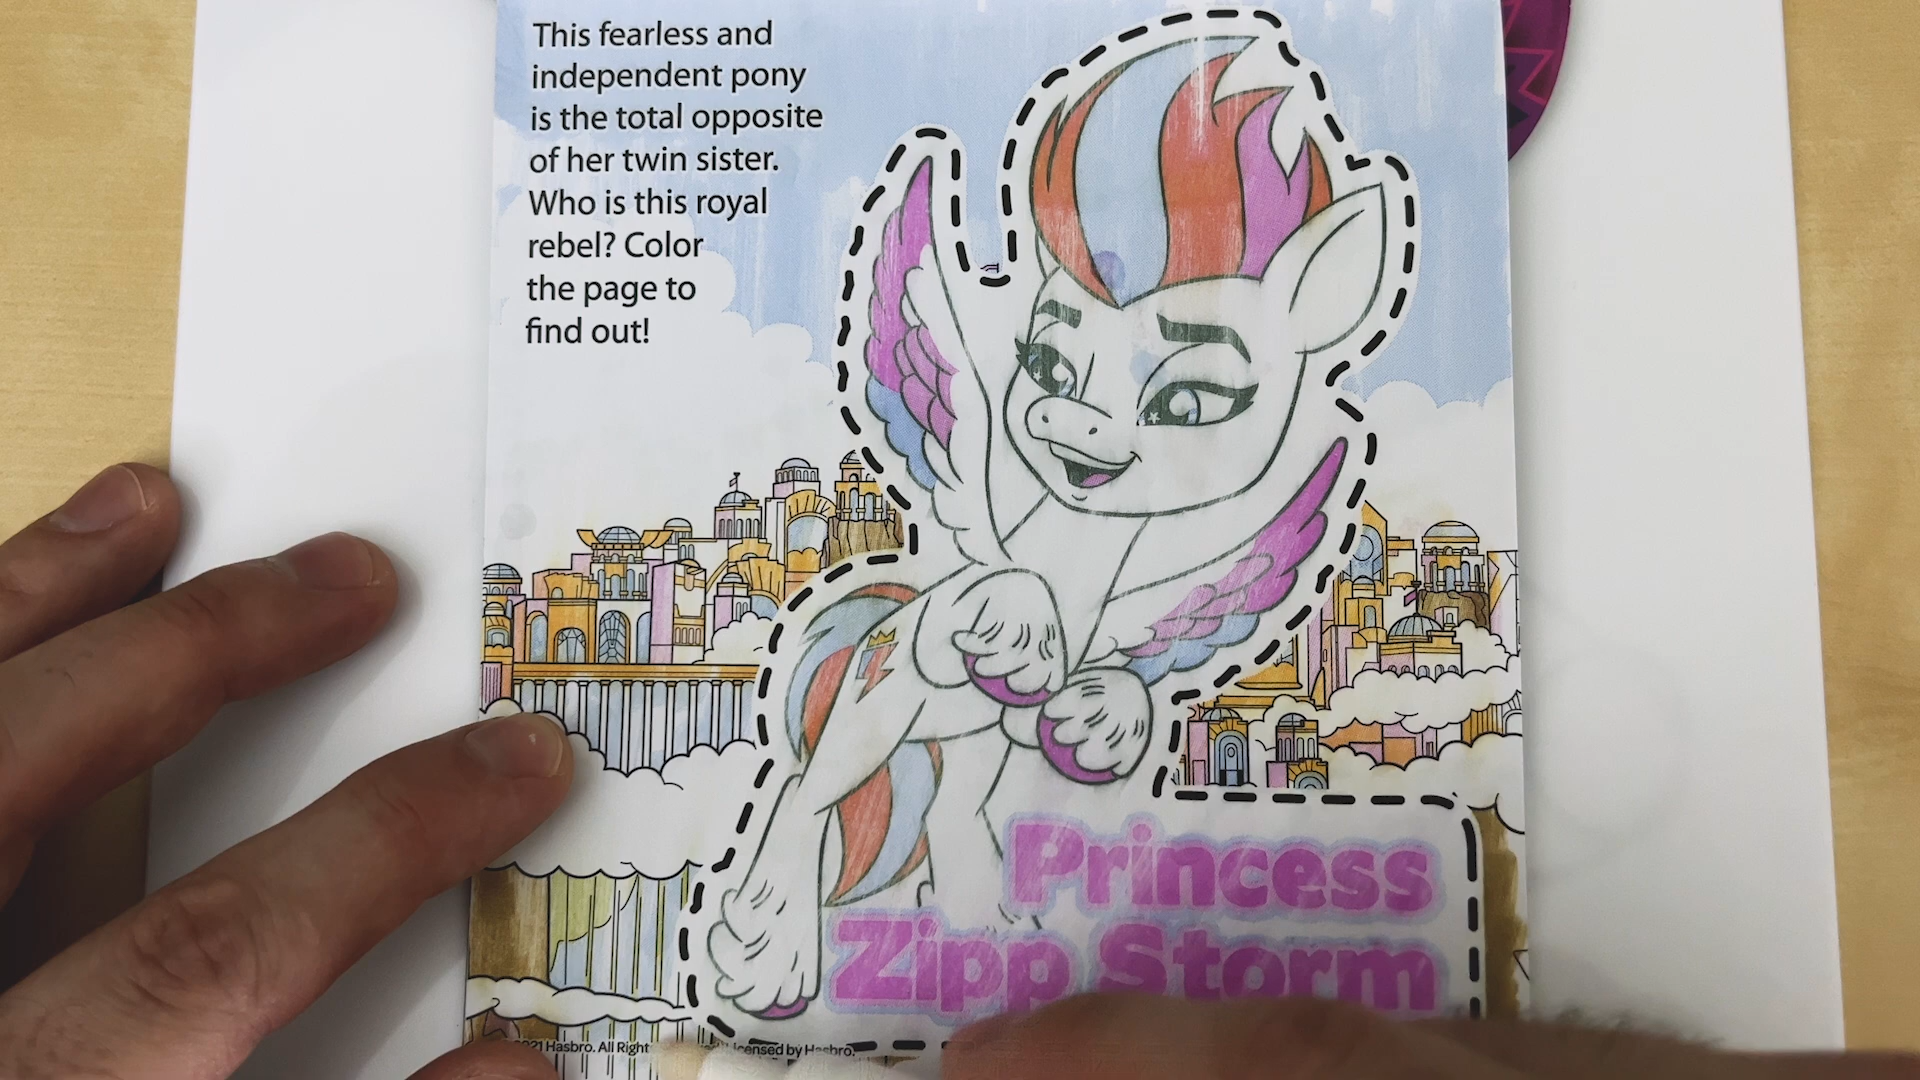 This fearless and
independent pony
is the total opposite
of her twin sister.
Who is this royal
rebel? Color
the page to
find out!
Princess
Zipp Storm
Hasbro. All Right
licensed by Hasbro.